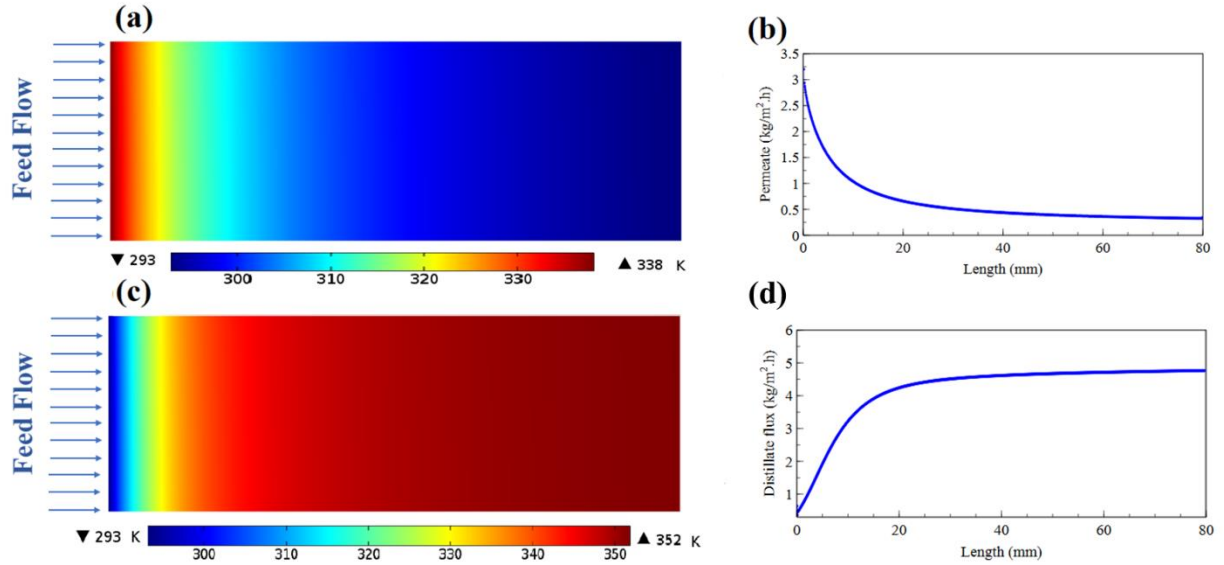 (a)
Feed Flow
▼ 293
300
310
320
330
▲ 338 K
(b)
3.5
3
2.5
2
1.5
1
0.5
0
Permeate (kg/m².h)
0
20
40
60
80
Length (mm)
(c)
Feed Flow
▼ 293 K
300
310
320
330
340
350
▲ 352 K
(d)
6
5
4
3
2
1
Distillate flux (kg/m².h)
0
20
40
60
80
Length (mm)